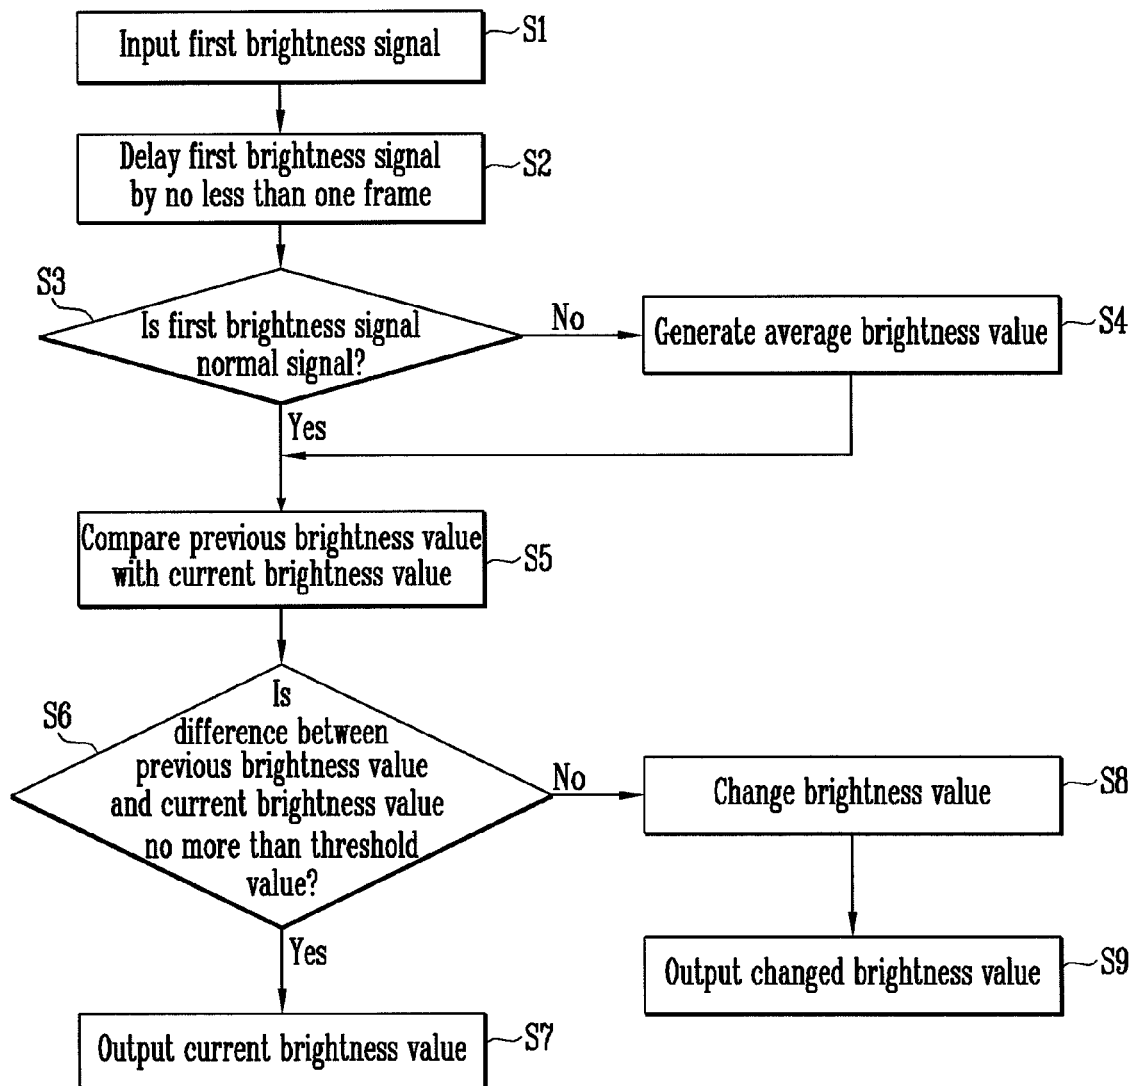 Input first brightness signal
S1
Delay first brightness signal
by no less than one frame
S2
S3
Is first brightness signal
normal signal?
No
Generate average brightness value
S4
Yes
Compare previous brightness value
with current brightness value
S5
S6
Is
difference between
previous brightness value
and current brightness value
no more than threshold
value?
No
Change brightness value
S8
Yes
Output changed brightness value
S9
Output current brightness value
S7